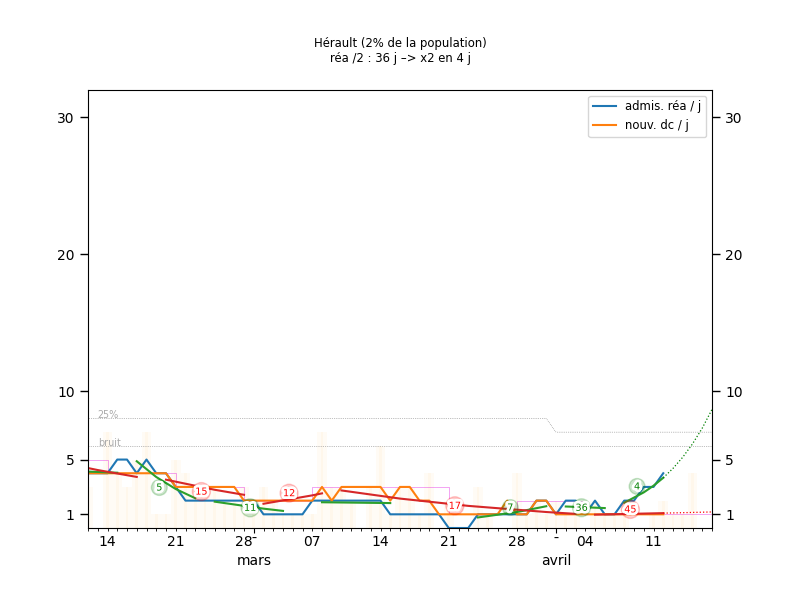 Hérault (2% de la population)
réa /2 : 36 j –> x2 en 4 j
admis. réa / j
nouv. dc / j
30 30
20 20
10 10
25%
bruit
5 5
5 15 11 12 17 7 36 45 4
1 1
14 21 28 07 14 21 28 04 11
mars avril